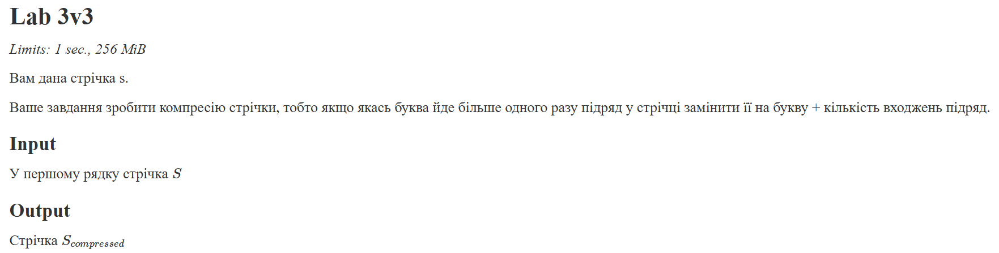 Lab 3v3
Limits: 1 sec., 256 MiB
Вам дана стрічка s.
Ваше завдання зробити компресію стрічки, тобто якщо якась буква йде більше одного разу підряд у стрічці замінити її на букву + кількість входжень підряд.
Input
У першому рядку стрічка S
Output
Стрічка S_compressed